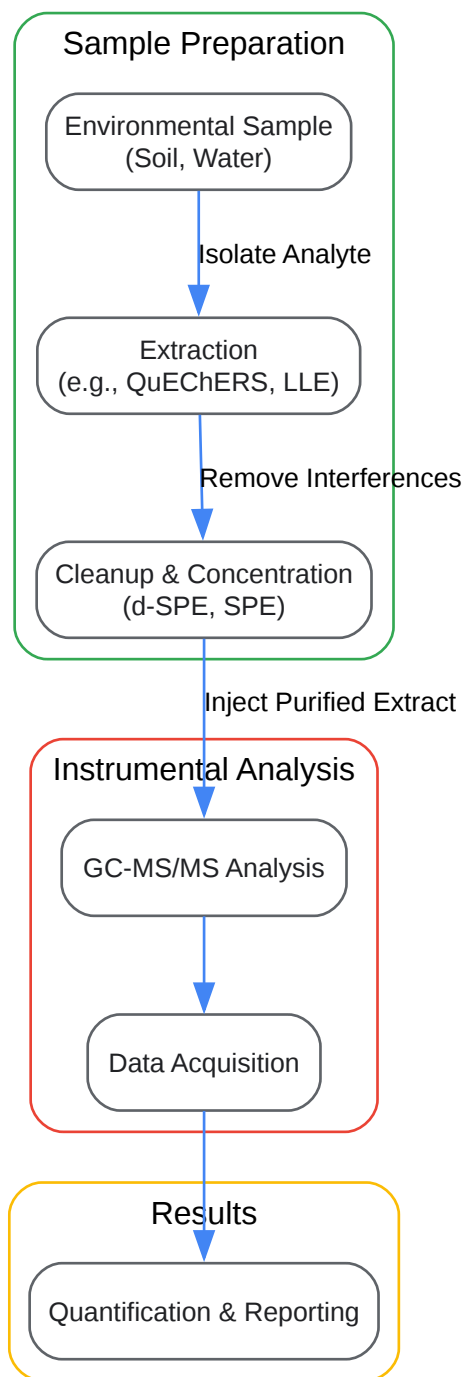 Sample Preparation
Environmental Sample
(Soil, Water)
Isolate Analyte
Extraction
(e.g., QuEChERS, LLE)
Remove Interferences
Cleanup & Concentration
(d-SPE, SPE)
Inject Purified Extract
Instrumental Analysis
GC-MS/MS Analysis
Data Acquisition
Results
Quantification & Reporting